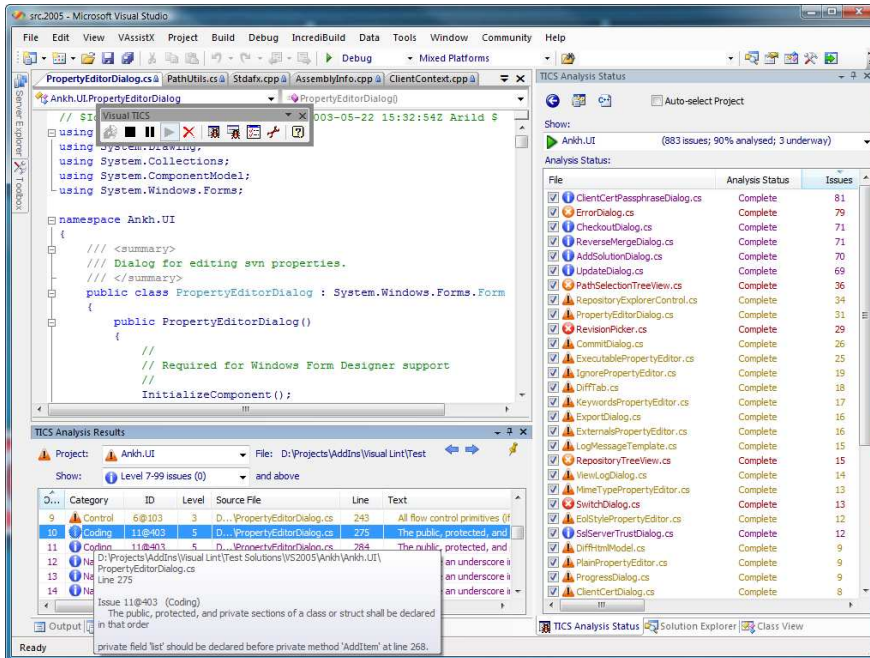 src.2005 - Microsoft Visual Studio
File Edit View VAssistX Project Build Debug IncrediBuild Data Tools Window Community Help
Debug Mixed Platforms
PropertyEditorDialog.cs PathUtils.cs Stdafx.cpp AssemblyInfo.cpp ClientContext.cpp
Ankh.UI.PropertyEditorDialog PropertyEditorDialog()
Server Explorer
Toolbox
Visual TICS
// $Id 003-05-22 15:32:54Z Arild $
using
using System.Drawing;
using System.Collections;
using System.ComponentModel;
using System.Windows.Forms;
namespace Ankh.UI
{
/// <summary>
/// Dialog for editing svn properties.
/// </summary>
public class PropertyEditorDialog : System.Windows.Forms.Form
{
public PropertyEditorDialog()
{
//
// Required for Windows Form Designer support
//
InitializeComponent();
TICS Analysis Results
Project: Ankh.UI File: D:\Projects\AddIns\Visual Lint\Test
Show: Level 7-99 issues (0) and above
Category ID Level Source File Line Text
9 Control 6@103 3 D...\PropertyEditorDialog.cs 243 All flow control primitives (if
10 Coding 11@403 5 D...\PropertyEditorDialog.cs 275 The public, protected, and
11 Coding 11@403 5 D...\PropertyEditorDialog.cs 284 The public, protected, and
12 Na an underscore i
13 Na an underscore i
14 Na an underscore i
D:\Projects\AddIns\Visual Lint\Test Solutions\VS2005\Ankh\Ankh.UI\
PropertyEditorDialog.cs
Line 275
Issue 11@403 (Coding)
The public, protected, and private sections of a class or struct shall be declared
in that order
private field 'list' should be declared before private method 'AddItem' at line 268.
Output
Ready
TICS Analysis Status
Auto-select Project
Show:
Ankh.UI (883 issues; 90% analysed; 3 underway)
Analysis Status:
File Analysis Status Issues
ClientCertPassphraseDialog.cs Complete 81
ErrorDialog.cs Complete 79
CheckoutDialog.cs Complete 71
ReverseMergeDialog.cs Complete 71
AddSolutionDialog.cs Complete 70
UpdateDialog.cs Complete 69
PathSelectionTreeView.cs Complete 36
RepositoryExplorerControl.cs Complete 34
PropertyEditorDialog.cs Complete 31
RevisionPicker.cs Complete 29
CommitDialog.cs Complete 26
ExecutablePropertyEditor.cs Complete 25
IgnorePropertyEditor.cs Complete 19
DiffTab.cs Complete 18
KeywordsPropertyEditor.cs Complete 17
ExportDialog.cs Complete 16
ExternalsPropertyEditor.cs Complete 16
LogMessageTemplate.cs Complete 15
RepositoryTreeView.cs Complete 15
ViewLogDialog.cs Complete 14
MimeTypePropertyEditor.cs Complete 13
SwitchDialog.cs Complete 13
EolStylePropertyEditor.cs Complete 12
SslServerTrustDialog.cs Complete 12
DiffHtmlModel.cs Complete 9
PlainPropertyEditor.cs Complete 9
ProgressDialog.cs Complete 9
ClientCertDialog.cs Complete 8
TICS Analysis Status Solution Explorer Class View